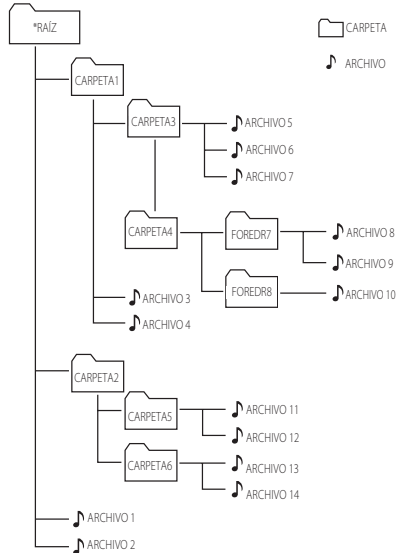 *RAÍZ
CARPETA
ARCHIVO
CARPETA1
CARPETA3
ARCHIVO 5
ARCHIVO 6
ARCHIVO 7
CARPETA4
FOREDR7
ARCHIVO 8
ARCHIVO 9
FOREDR8
ARCHIVO 10
ARCHIVO 3
ARCHIVO 4
CARPETA2
CARPETA5
ARCHIVO 11
ARCHIVO 12
CARPETA6
ARCHIVO 13
ARCHIVO 14
ARCHIVO 1
ARCHIVO 2